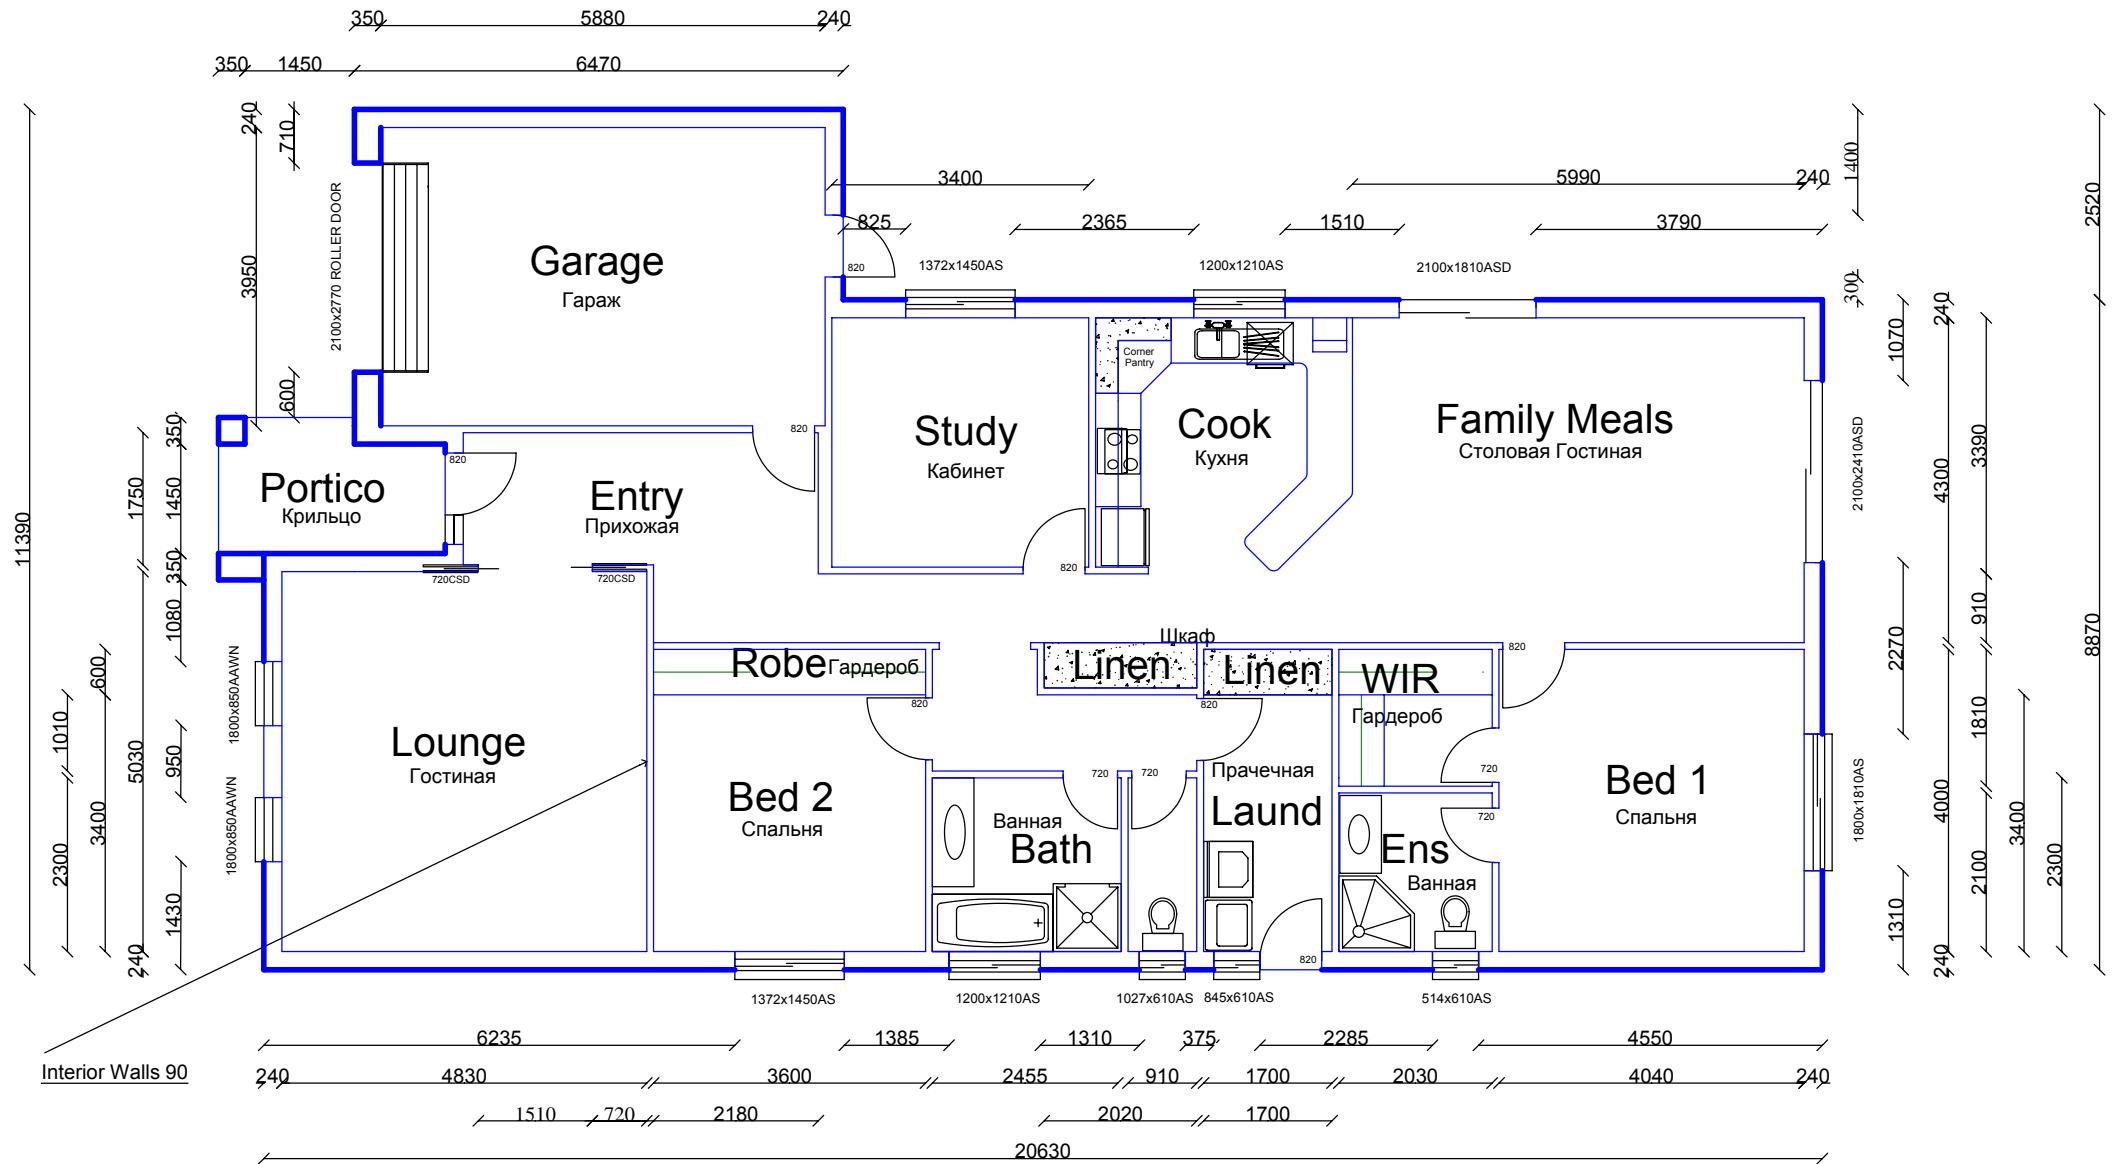 350 5880 240
350 1450 6470
240
710
3950
2100x2770 ROLLER DOOR
600
11390
Garage
Гараж
820
820
3400
825 2365 1510 3790
5990 240
1400
2520
1372x1450AS 1200x1210AS 2100x1810ASD
300
Corner
Pantry
Study
Кабинет
820
Cook
Кухня
Family Meals
Столовая Гостиная
2100x2410ASD
1070
240
4300
3390
910
2270
8870
350
1750
1450
350
1080
Portico
Крильцо
820
Entry
Прихожая
720CSD 720CSD
1800x850AAWN
1800x850AAWN
600
1010
5030
950
3400
2300
1430
240
Lounge
Гостиная
Robe Гардероб
820
Bed 2
Спальня
Шкаф
Linen Linen
820
WIR
Гардероб
720
820
Bed 1
Спальня
1800x1810AS
1810
4000
3400
2100
2300
1310
240
720 720
Ванная
Bath
Прачечная
Laund
820
720
Ens
Ванная
1372x1450AS 1200x1210AS 1027x610AS 845x610AS 514x610AS
6235 1385 1310 375 2285 4550
Interior Walls 90
240 4830 3600 2455 910 1700 2030 4040 240
1510 720 2180 2020 1700
20630